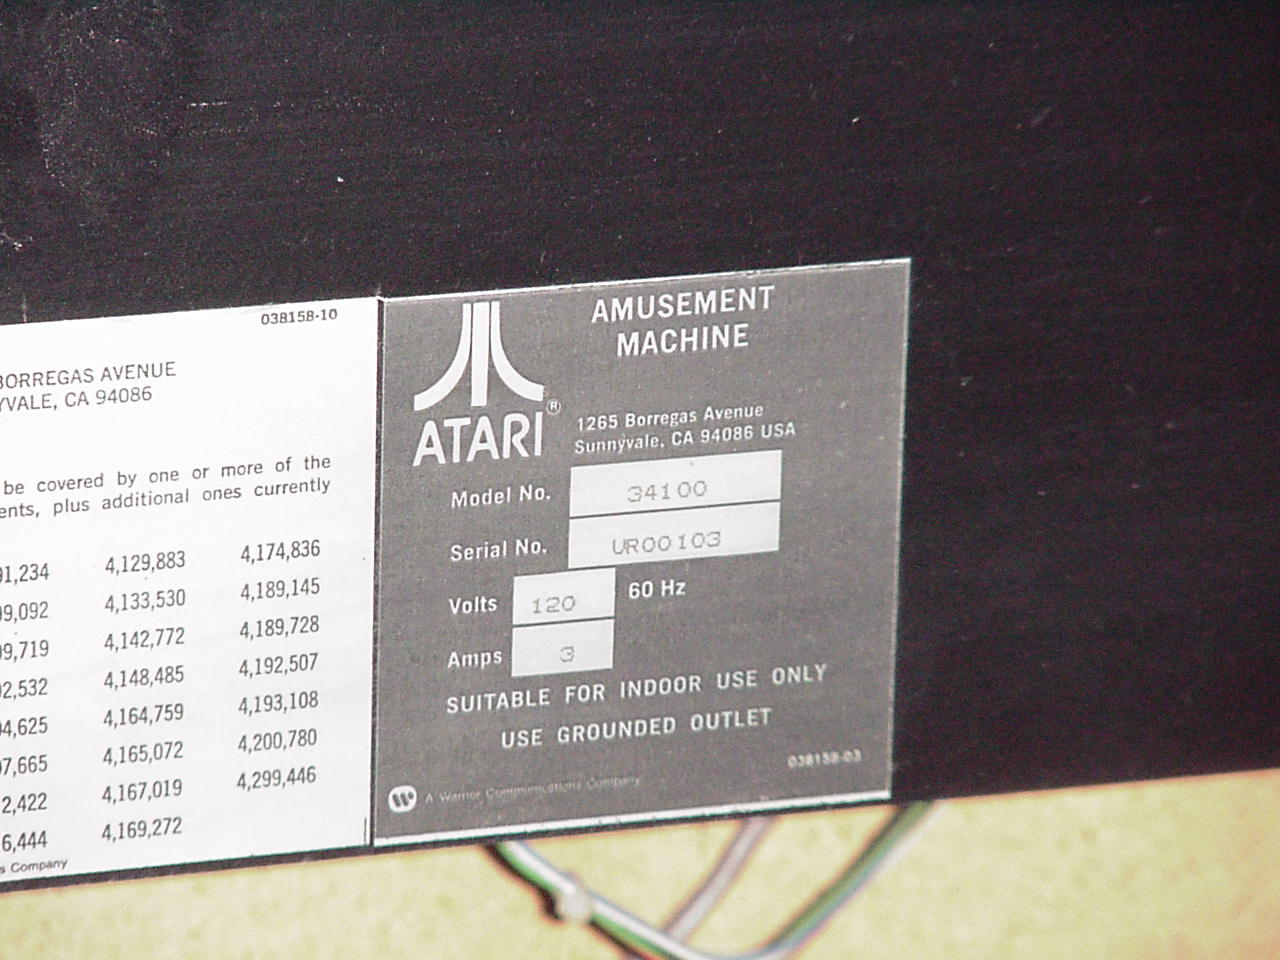 038158-10
BORREGAS AVENUE
YVALE, CA 94086
be covered by one or more of the
ents, plus additional ones currently
91,234 4,129,883 4,174,836
99,092 4,133,530 4,189,145
99,719 4,142,772 4,189,728
02,532 4,148,485 4,192,507
04,625 4,164,759 4,193,108
07,665 4,165,072 4,200,780
2,422 4,167,019 4,299,446
6,444 4,169,272
s Company
AMUSEMENT
MACHINE
ATARI®
1265 Borregas Avenue
Sunnyvale, CA 94086 USA
Model No. 34100
Serial No. UR00103
Volts 120 60 Hz
Amps 3
SUITABLE FOR INDOOR USE ONLY
USE GROUNDED OUTLET
038158-03
A Warner Communications Company